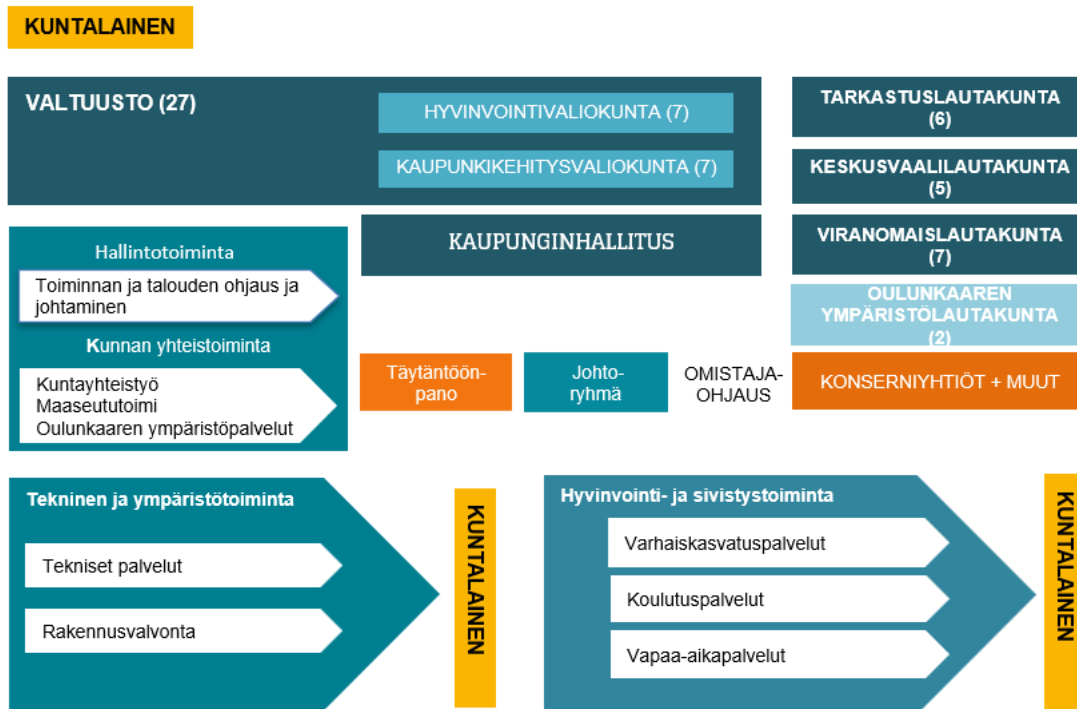 KUNTALAINEN
VALTUUSTO (27)
HYVINVOINTIVALIOKUNTA (7)
KAUPUNKIKEHITYSVALIOKUNTA (7)
TARKASTUSLAUTAKUNTA
(6)
KESKUSVAALILAUTAKUNTA
(5)
KAUPUNGINHALLITUS
VIRANOMAISLAUTAKUNTA
(7)
OULUNKAAREN
YMPÄRISTÖLAUTAKUNTA
(2)
Hallintotoiminta
Toiminnan ja talouden ohjaus ja
johtaminen
Kunnan yhteistoiminta
Kuntayhteistyö
Maaseututoimi
Oulunkaaren ympäristöpalvelut
Täytäntöön-
pano
Johto-
ryhmä
OMISTAJA-
OHJAUS
KONSERNIYHTIÖT + MUUT
Tekninen ja ympäristötoiminta
Tekniset palvelut
Rakennusvalvonta
KUNTALAINEN
Hyvinvointi- ja sivistystoiminta
Varhaiskasvatuspalvelut
Koulutuspalvelut
Vapaa-aikapalvelut
KUNTALAINEN